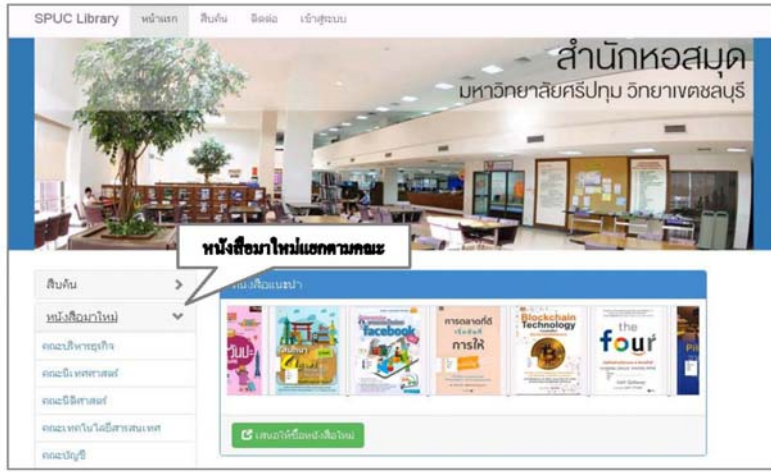 SPUC Library หน้าแรก สืบค้น ติดต่อ เข้าสู่ระบบ
สำนักหอสมุด
มหาวิทยาลัยศรีปทุม วิทยาเขตชลบุรี
หนังสือมาใหม่แยกตามคณะ
สืบค้น
หนังสือมาใหม่
คณะบริหารธุรกิจ
คณะนิเทศศาสตร์
คณะนิติศาสตร์
คณะเทคโนโลยีสารสนเทศ
คณะบัญชี
หนังสือแนะนำ
facebook
การตลาดที่ดี
เริ่มต้นที่
การให้
Blockchain
Technology
the
four
เสนอให้ซื้อหนังสือใหม่